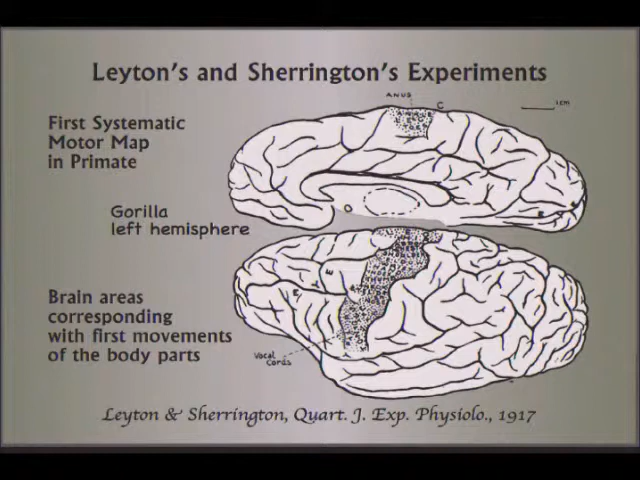 Leyton's and Sherrington's Experiments
ANUS
C
1cm
First Systematic
Motor Map
in Primate
Gorilla
left hemisphere
Brain areas
corresponding
with first movements
of the body parts
Vocal
Cords
Leyton & Sherrington, Quart. J. Exp. Physiolo., 1917